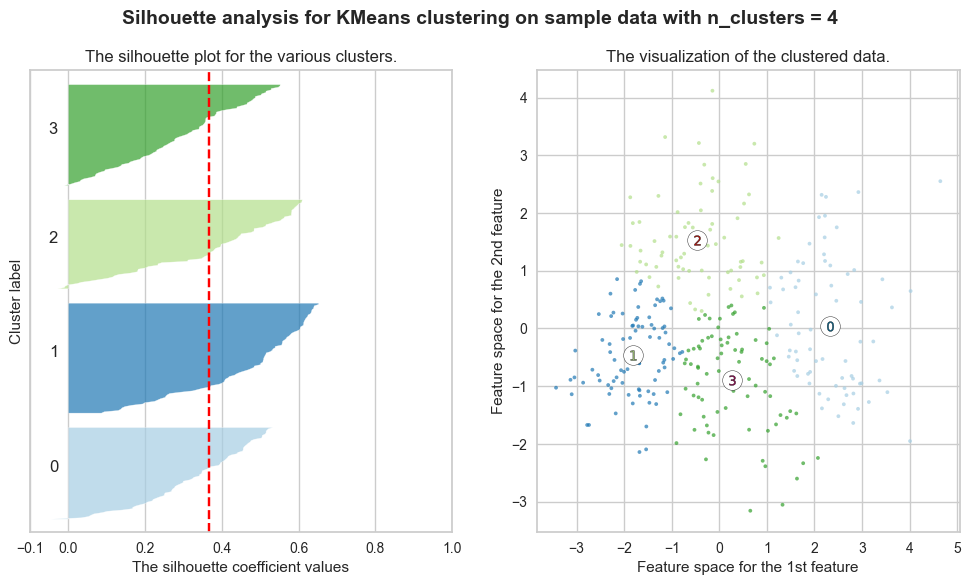 Silhouette analysis for KMeans clustering on sample data with n_clusters = 4
The silhouette plot for the various clusters.
Cluster label
3
2
1
0
−0.1 0.0 0.2 0.4 0.6 0.8 1.0
The silhouette coefficient values
The visualization of the clustered data.
Feature space for the 2nd feature
4
3
2
1
0
−1
−2
−3
2
0
1
3
−3 −2 −1 0 1 2 3 4 5
Feature space for the 1st feature